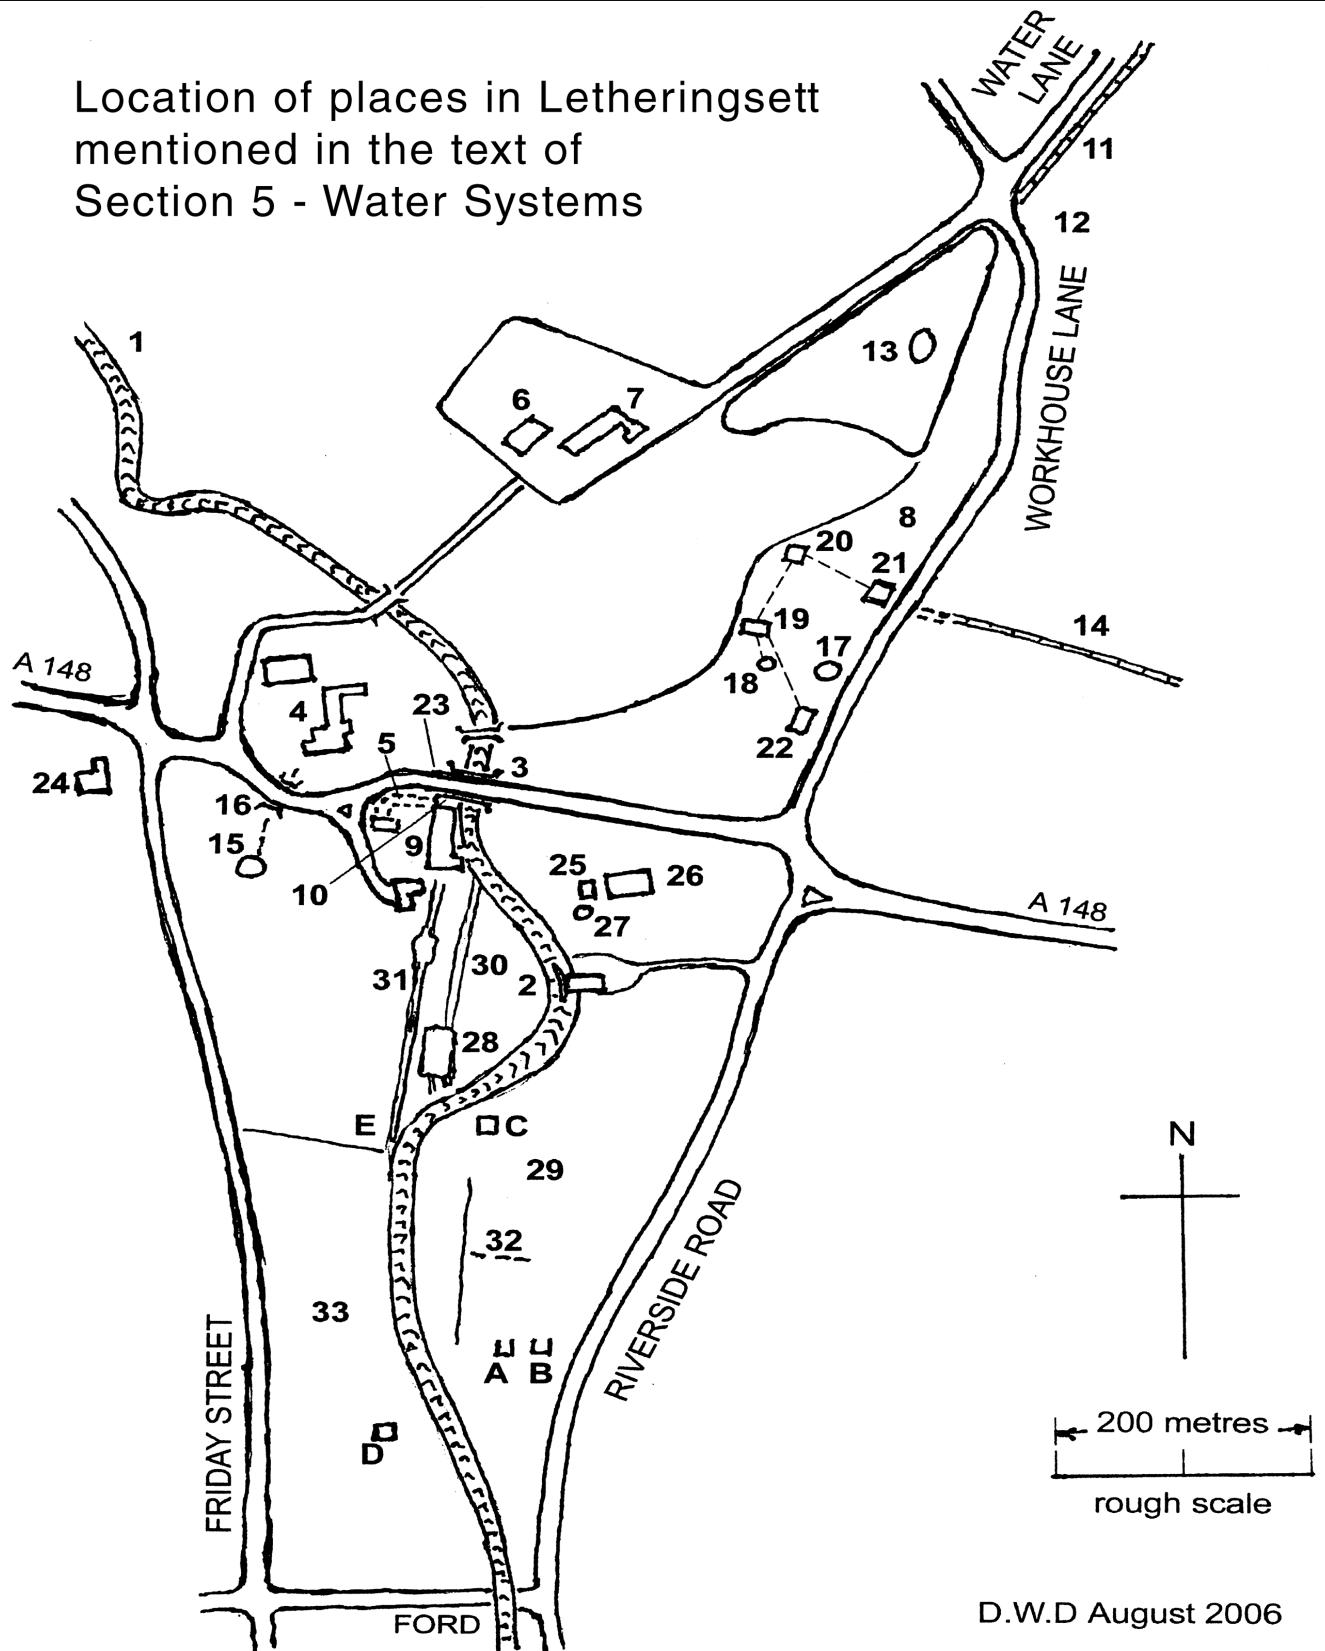 Location of places in Letheringsett
mentioned in the text of
Section 5 - Water Systems
WATER
LANE
11
12
1
WORKHOUSE LANE
13
6
7
8
20
21
19
14
17
18
A 148
4
23
22
5
3
24
16
15
9
10
25
26
27
A 148
30
31
2
28
E
C
29
N
32
RIVERSIDE ROAD
33
A
B
FRIDAY STREET
D
200 metres
rough scale
FORD
D.W.D August 2006